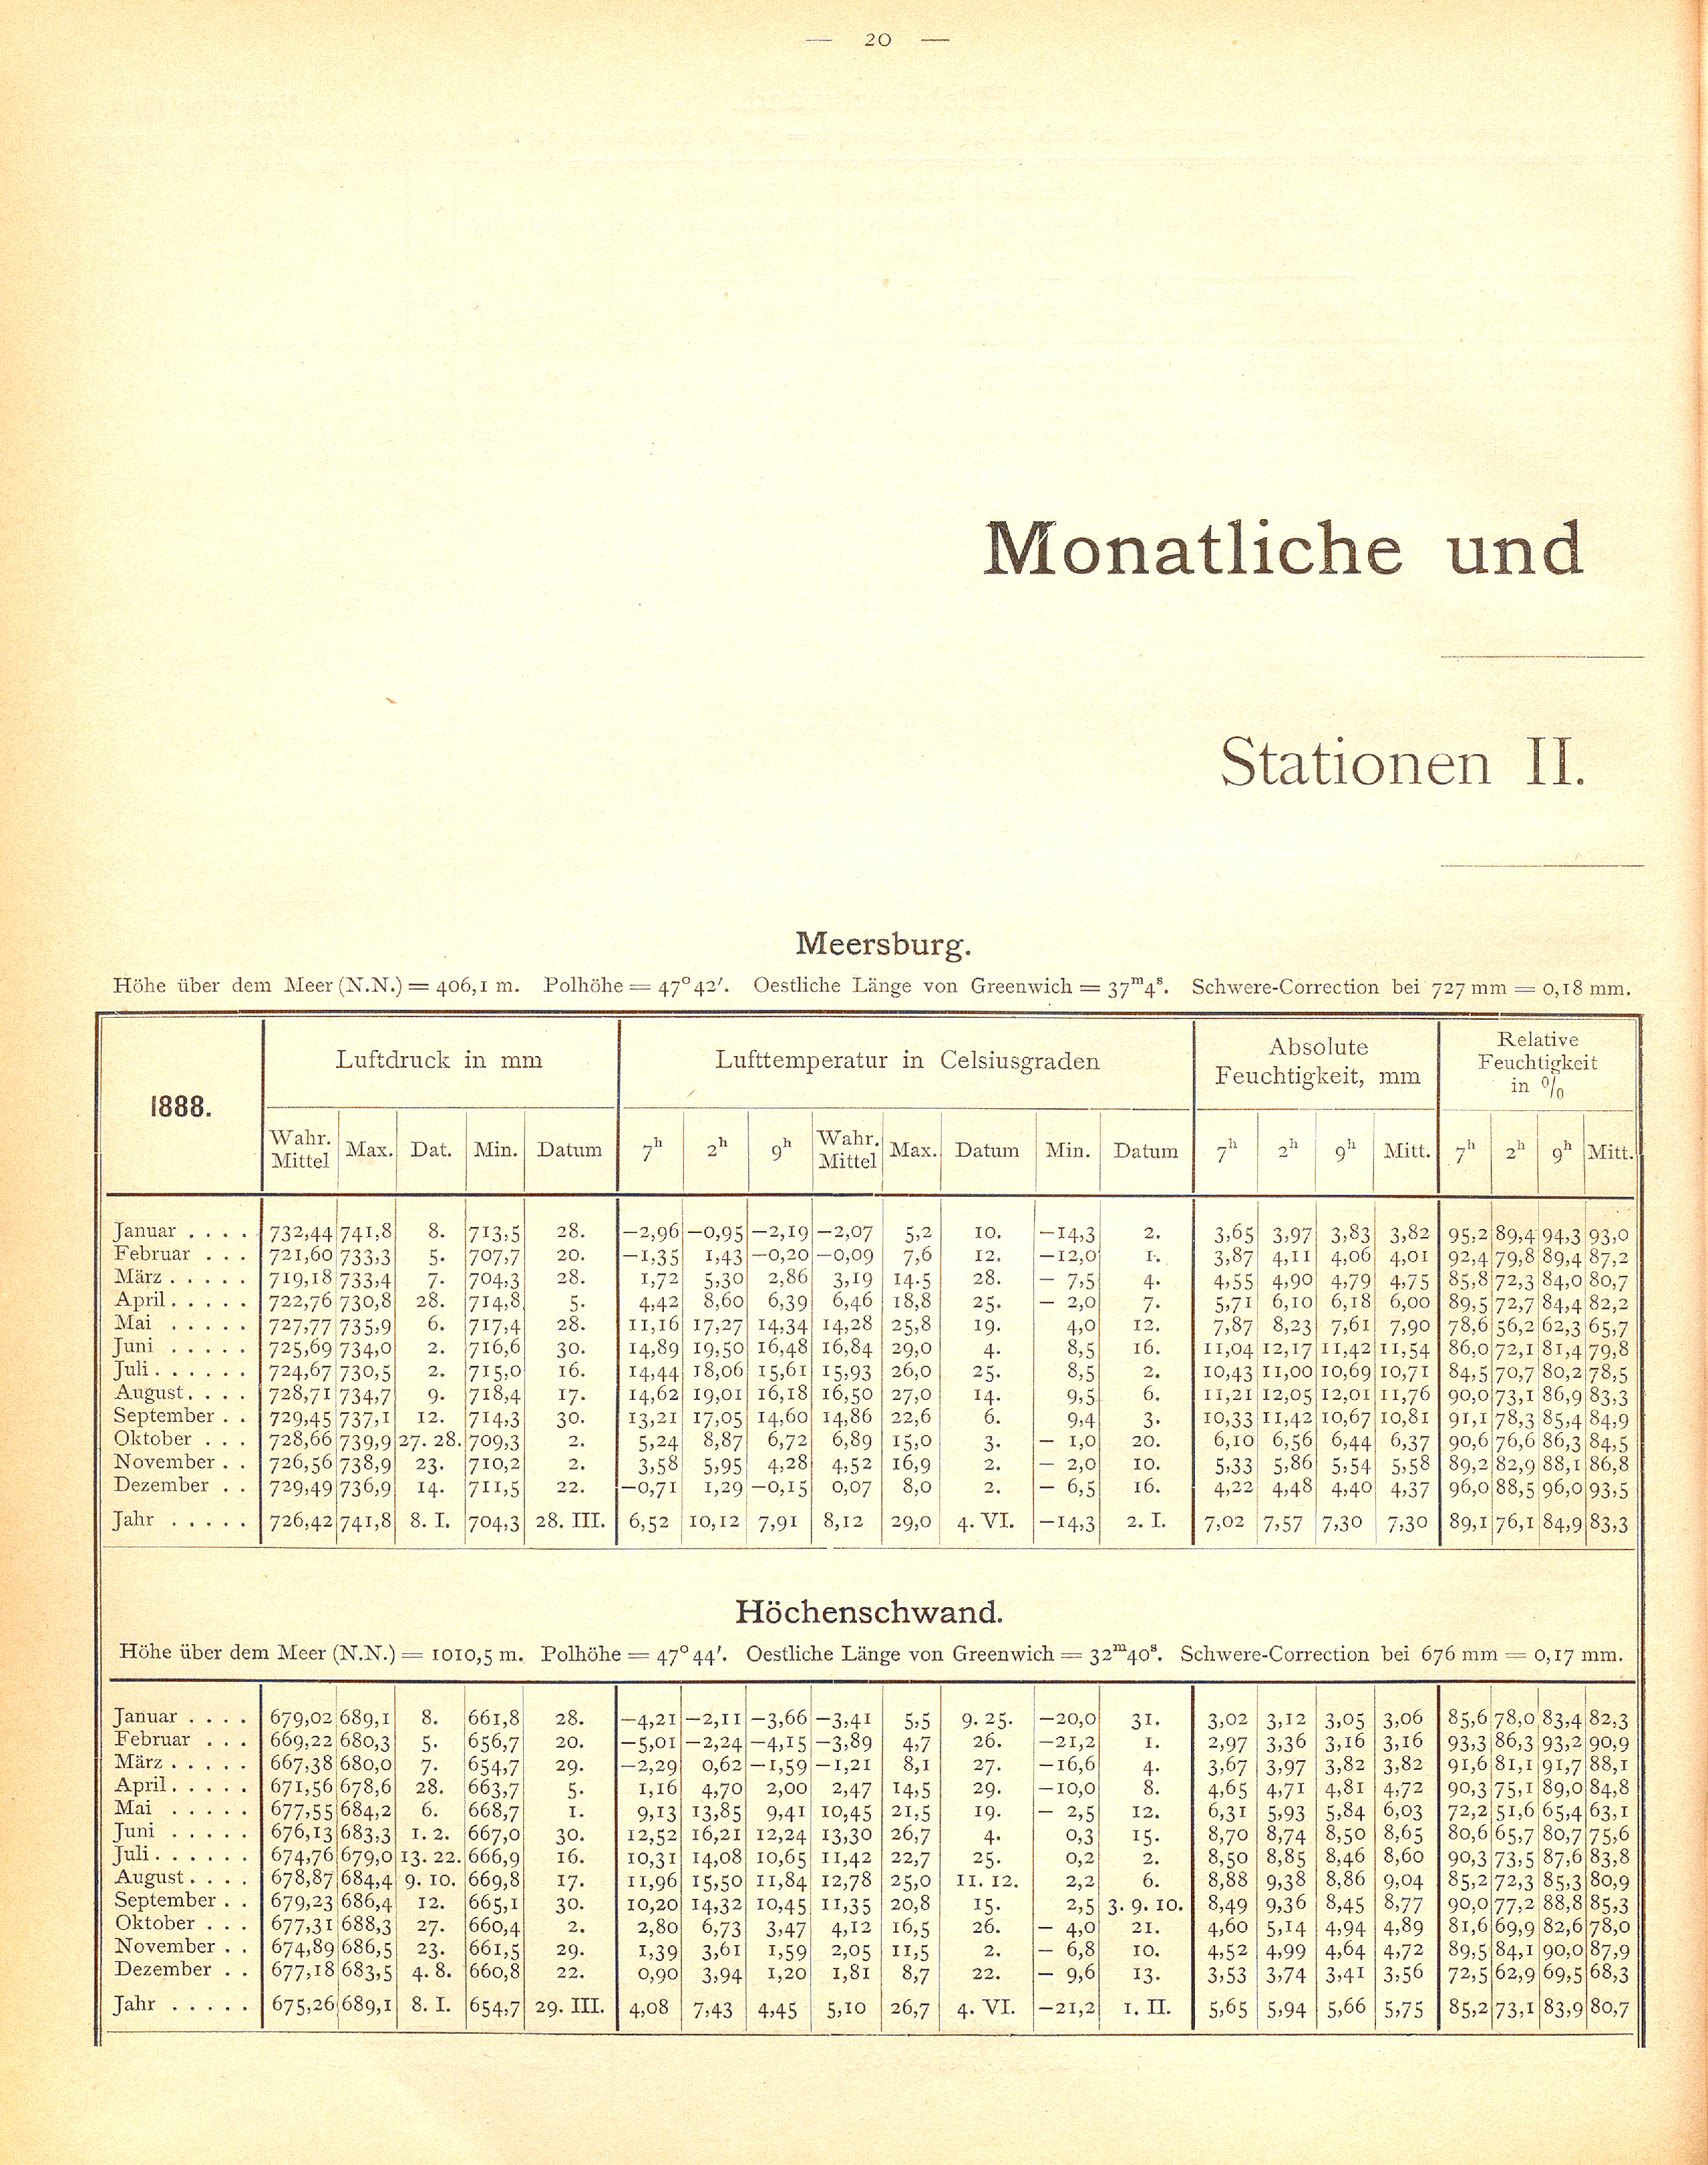 — 20 —
Monatliche und
Stationen II.
Meersburg.
Höhe über dem Meer (N.N.) = 406,1 m. Polhöhe = 47° 42′. Oestliche Länge von Greenwich = 37ᵐ4ˢ. Schwere-Correction bei 727 mm = 0,18 mm.
1888. Luftdruck in mm Lufttemperatur in Celsiusgraden Absolute Feuchtigkeit, mm Relative Feuchtigkeit in %
Wahr. Mittel Max. Dat. Min. Datum 7ʰ 2ʰ 9ʰ Wahr. Mittel Max. Datum Min. Datum 7ʰ 2ʰ 9ʰ Mitt. 7ʰ 2ʰ 9ʰ Mitt.
Januar . . . . 732,44 741,8 8. 713,5 28. —2,96 —0,95 —2,19 —2,07 5,2 10. —14,3 2. 3,65 3,97 3,83 3,82 95,2 89,4 94,3 93,0
Februar . . . 721,60 733,3 5. 707,7 20. —1,35 1,43 —0,20 —0,09 7,6 12. —12,0 1. 3,87 4,11 4,06 4,01 92,4 79,8 89,4 87,2
März . . . . . 719,18 733,4 7. 704,3 28. 1,72 5,30 2,86 3,19 14.5 28. — 7,5 4. 4,55 4,90 4,79 4,75 85,8 72,3 84,0 80,7
April . . . . . 722,76 730,8 28. 714,8 5. 4,42 8,60 6,39 6,46 18,8 25. — 2,0 7. 5,71 6,10 6,18 6,00 89,5 72,7 84,4 82,2
Mai . . . . . 727,77 735,9 6. 717,4 28. 11,16 17,27 14,34 14,28 25,8 19. 4,0 12. 7,87 8,23 7,61 7,90 78,6 56,2 62,3 65,7
Juni . . . . . 725,69 734,0 2. 716,6 30. 14,89 19,50 16,48 16,84 29,0 4. 8,5 16. 11,04 12,17 11,42 11,54 86,0 72,1 81,4 79,8
Juli . . . . . . 724,67 730,5 2. 715,0 16. 14,44 18,06 15,61 15,93 26,0 25. 8,5 2. 10,43 11,00 10,69 10,71 84,5 70,7 80,2 78,5
August . . . . 728,71 734,7 9. 718,4 17. 14,62 19,01 16,18 16,50 27,0 14. 9,5 6. 11,21 12,05 12,01 11,76 90,0 73,1 86,9 83,3
September . . 729,45 737,1 12. 714,3 30. 13,21 17,05 14,60 14,86 22,6 6. 9,4 3. 10,33 11,42 10,67 10,81 91,1 78,3 85,4 84,9
Oktober . . . 728,66 739,9 27. 28. 709,3 2. 5,24 8,87 6,72 6,89 15,0 3. — 1,0 20. 6,10 6,56 6,44 6,37 90,6 76,6 86,3 84,5
November . . 726,56 738,9 23. 710,2 2. 3,58 5,95 4,28 4,52 16,9 2. — 2,0 10. 5,33 5,86 5,54 5,58 89,2 82,9 88,1 86,8
Dezember . . 729,49 736,9 14. 711,5 22. —0,71 1,29 —0,15 0,07 8,0 2. — 6,5 16. 4,22 4,48 4,40 4,37 96,0 88,5 96,0 93,5
Jahr . . . . . 726,42 741,8 8. I. 704,3 28. III. 6,52 10,12 7,91 8,12 29,0 4. VI. —14,3 2. I. 7,02 7,57 7,30 7,30 89,1 76,1 84,9 83,3
Höchenschwand.
Höhe über dem Meer (N.N.) = 1010,5 m. Polhöhe = 47° 44′. Oestliche Länge von Greenwich = 32ᵐ40ˢ. Schwere-Correction bei 676 mm = 0,17 mm.
Januar . . . . 679,02 689,1 8. 661,8 28. —4,21 —2,11 —3,66 —3,41 5,5 9. 25. —20,0 31. 3,02 3,12 3,05 3,06 85,6 78,0 83,4 82,3
Februar . . . 669,22 680,3 5. 656,7 20. —5,01 —2,24 —4,15 —3,89 4,7 26. —21,2 1. 2,97 3,36 3,16 3,16 93,3 86,3 93,2 90,9
März . . . . . 667,38 680,0 7. 654,7 29. —2,29 0,62 —1,59 —1,21 8,1 27. —16,6 4. 3,67 3,97 3,82 3,82 91,6 81,1 91,7 88,1
April . . . . . 671,56 678,6 28. 663,7 5. 1,16 4,70 2,00 2,47 14,5 29. —10,0 8. 4,65 4,71 4,81 4,72 90,3 75,1 89,0 84,8
Mai . . . . . 677,55 684,2 6. 668,7 1. 9,13 13,85 9,41 10,45 21,5 19. — 2,5 12. 6,31 5,93 5,84 6,03 72,2 51,6 65,4 63,1
Juni . . . . . 676,13 683,3 1. 2. 667,0 30. 12,52 16,21 12,24 13,30 26,7 4. 0,3 15. 8,70 8,74 8,50 8,65 80,6 65,7 80,7 75,6
Juli . . . . . . 674,76 679,0 13. 22. 666,9 16. 10,31 14,08 10,65 11,42 22,7 25. 0,2 2. 8,50 8,85 8,46 8,60 90,3 73,5 87,6 83,8
August . . . . 678,87 684,4 9. 10. 669,8 17. 11,96 15,50 11,84 12,78 25,0 11. 12. 2,2 6. 8,88 9,38 8,86 9,04 85,2 72,3 85,3 80,9
September . . 679,23 686,4 12. 665,1 30. 10,20 14,32 10,45 11,35 20,8 15. 2,5 3. 9. 10. 8,49 9,36 8,45 8,77 90,0 77,2 88,8 85,3
Oktober . . . 677,31 688,3 27. 660,4 2. 2,80 6,73 3,47 4,12 16,5 26. — 4,0 21. 4,60 5,14 4,94 4,89 81,6 69,9 82,6 78,0
November . . 674,89 686,5 23. 661,5 29. 1,39 3,61 1,59 2,05 11,5 2. — 6,8 10. 4,52 4,99 4,64 4,72 89,5 84,1 90,0 87,9
Dezember . . 677,18 683,5 4. 8. 660,8 22. 0,90 3,94 1,20 1,81 8,7 22. — 9,6 13. 3,53 3,74 3,41 3,56 72,5 62,9 69,5 68,3
Jahr . . . . . 675,26 689,1 8. I. 654,7 29. III. 4,08 7,43 4,45 5,10 26,7 4. VI. —21,2 1. II. 5,65 5,94 5,66 5,75 85,2 73,1 83,9 80,7